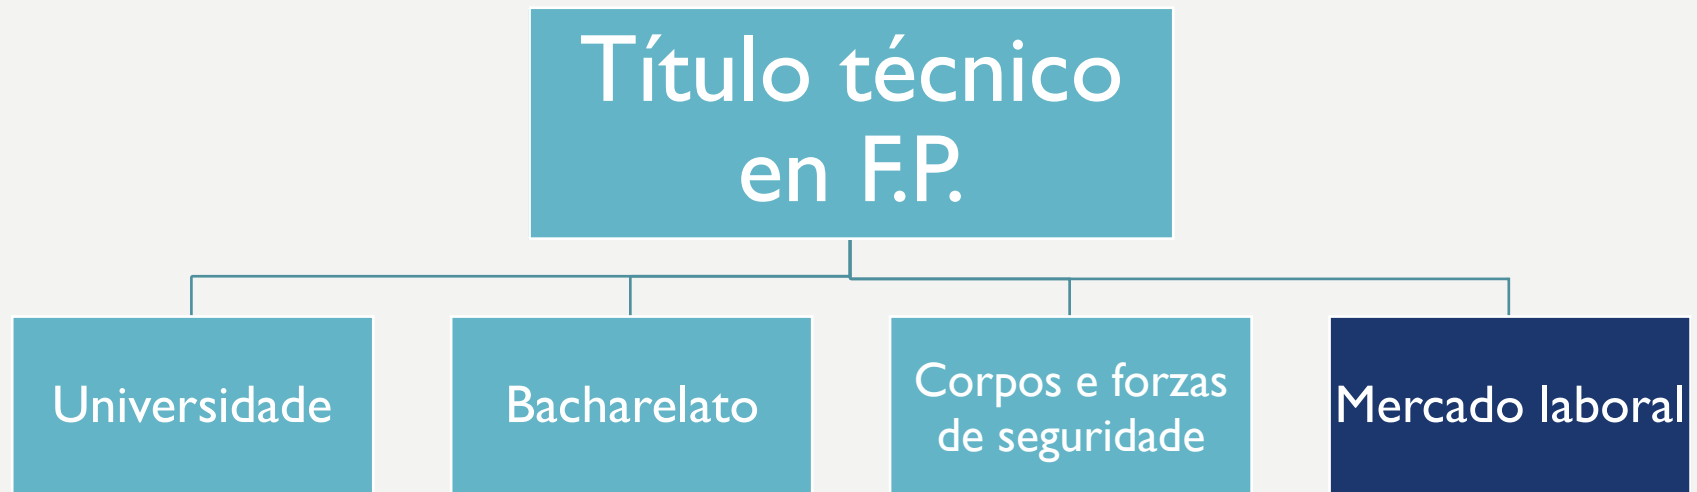 Título técnico
en F.P.
Universidade
Bacharelato
Corpos e forzas
de seguridade
Mercado laboral